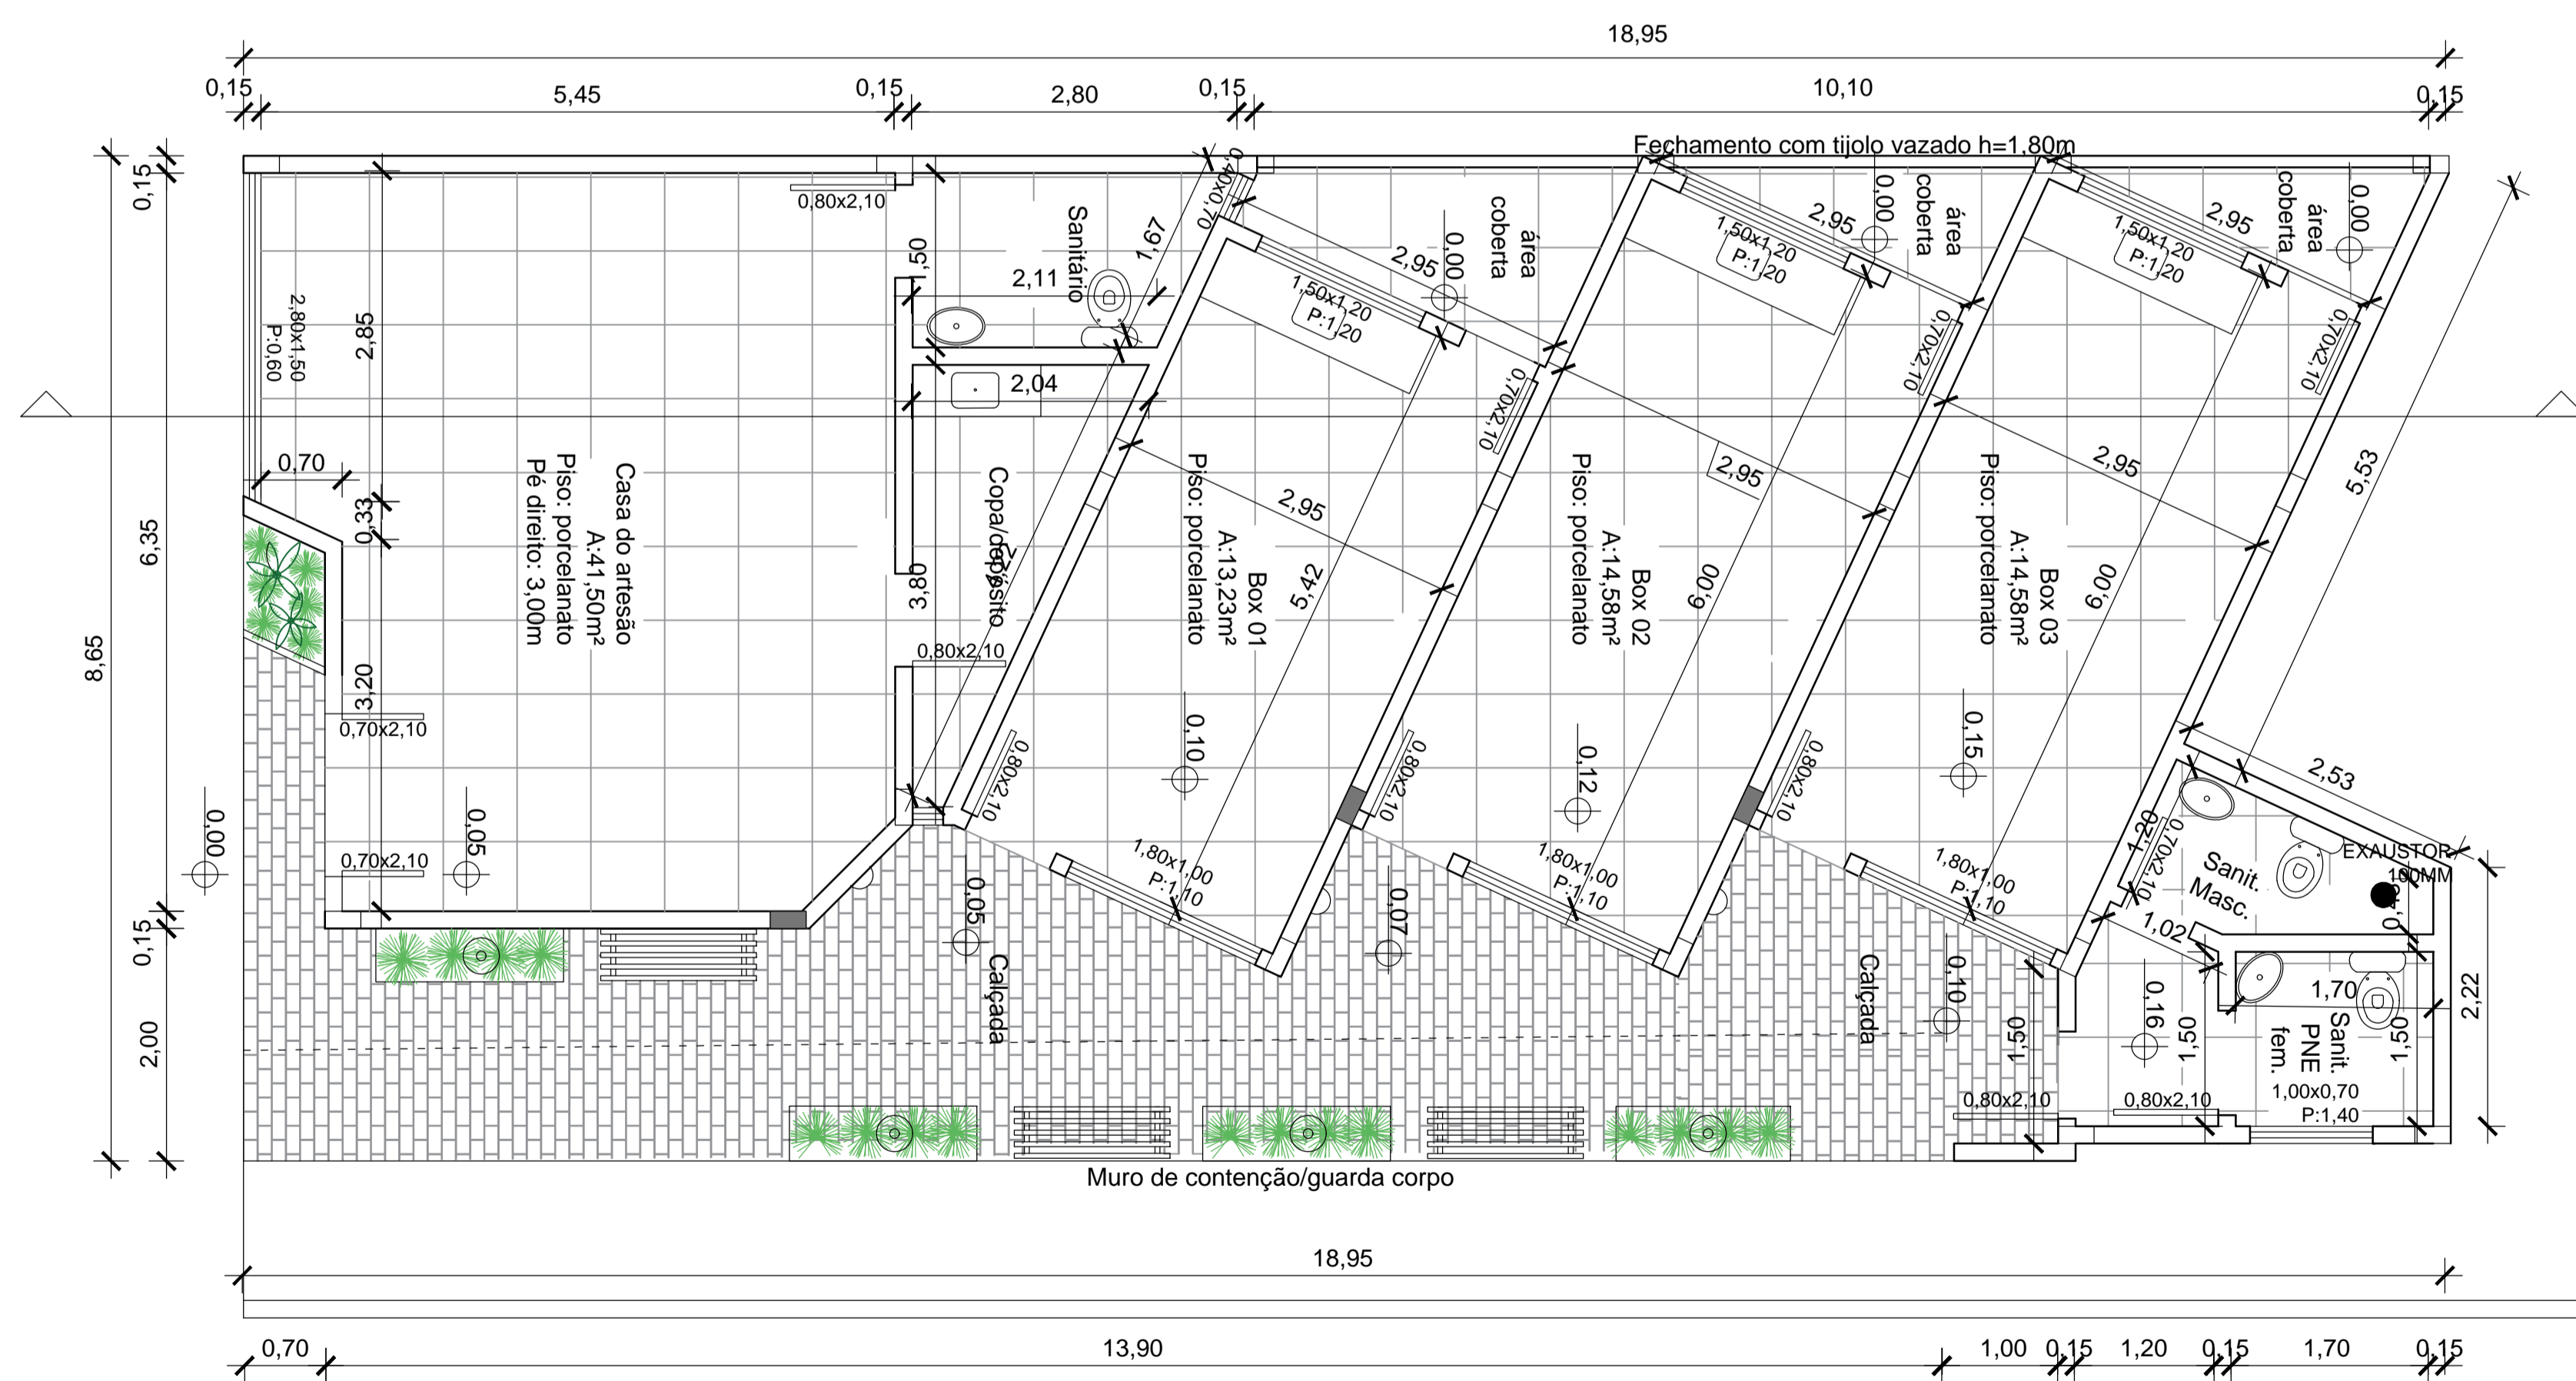 18,95
0,15
5,45
0,15
2,80
0,15
10,10
0,15
Fechamento com tijolo vazado h=1,80m
0,15
6,35
0,15
2,00
8,65
0,80x2,10
2,80x1,50
P:0,60
2,85
0,70
0,33
3,20
Casa do artesão
A:41,50m²
Piso: porcelanato
Pé direito: 3,00m
0,70x2,10
0,70x2,10
0,00
0,05
Sanitário
1,50
2,11
1,67
0,40x0,70
2,04
Copa/depósito
3,80
0,80x2,10
2,95
0,00
área
coberta
1,50x1,20
P:1,20
0,70x2,10
2,95
Box 01
A:13,23m²
Piso: porcelanato
5,42
0,10
0,80x2,10
1,80x1,00
P:1,10
2,95
0,00
área
coberta
1,50x1,20
P:1,20
0,70x2,10
2,95
Box 02
A:14,58m²
Piso: porcelanato
6,00
0,12
0,80x2,10
1,80x1,00
P:1,10
2,95
0,00
área
coberta
1,50x1,20
P:1,20
0,70x2,10
2,95
Box 03
A:14,58m²
Piso: porcelanato
6,00
0,15
0,80x2,10
1,80x1,00
P:1,10
5,53
2,53
1,20
0,70x2,10
Sanit.
Masc.
EXAUSTOR
100MM
1,02
1,70
2,22
0,16
1,50
1,50
1,50
Sanit.
PNE
fem.
1,00x0,70
P:1,40
0,80x2,10
0,80x2,10
0,05
Calçada
0,07
Calçada
0,10
Muro de contenção/guarda corpo
18,95
0,70
13,90
1,00
0,15
1,20
0,15
1,70
0,15